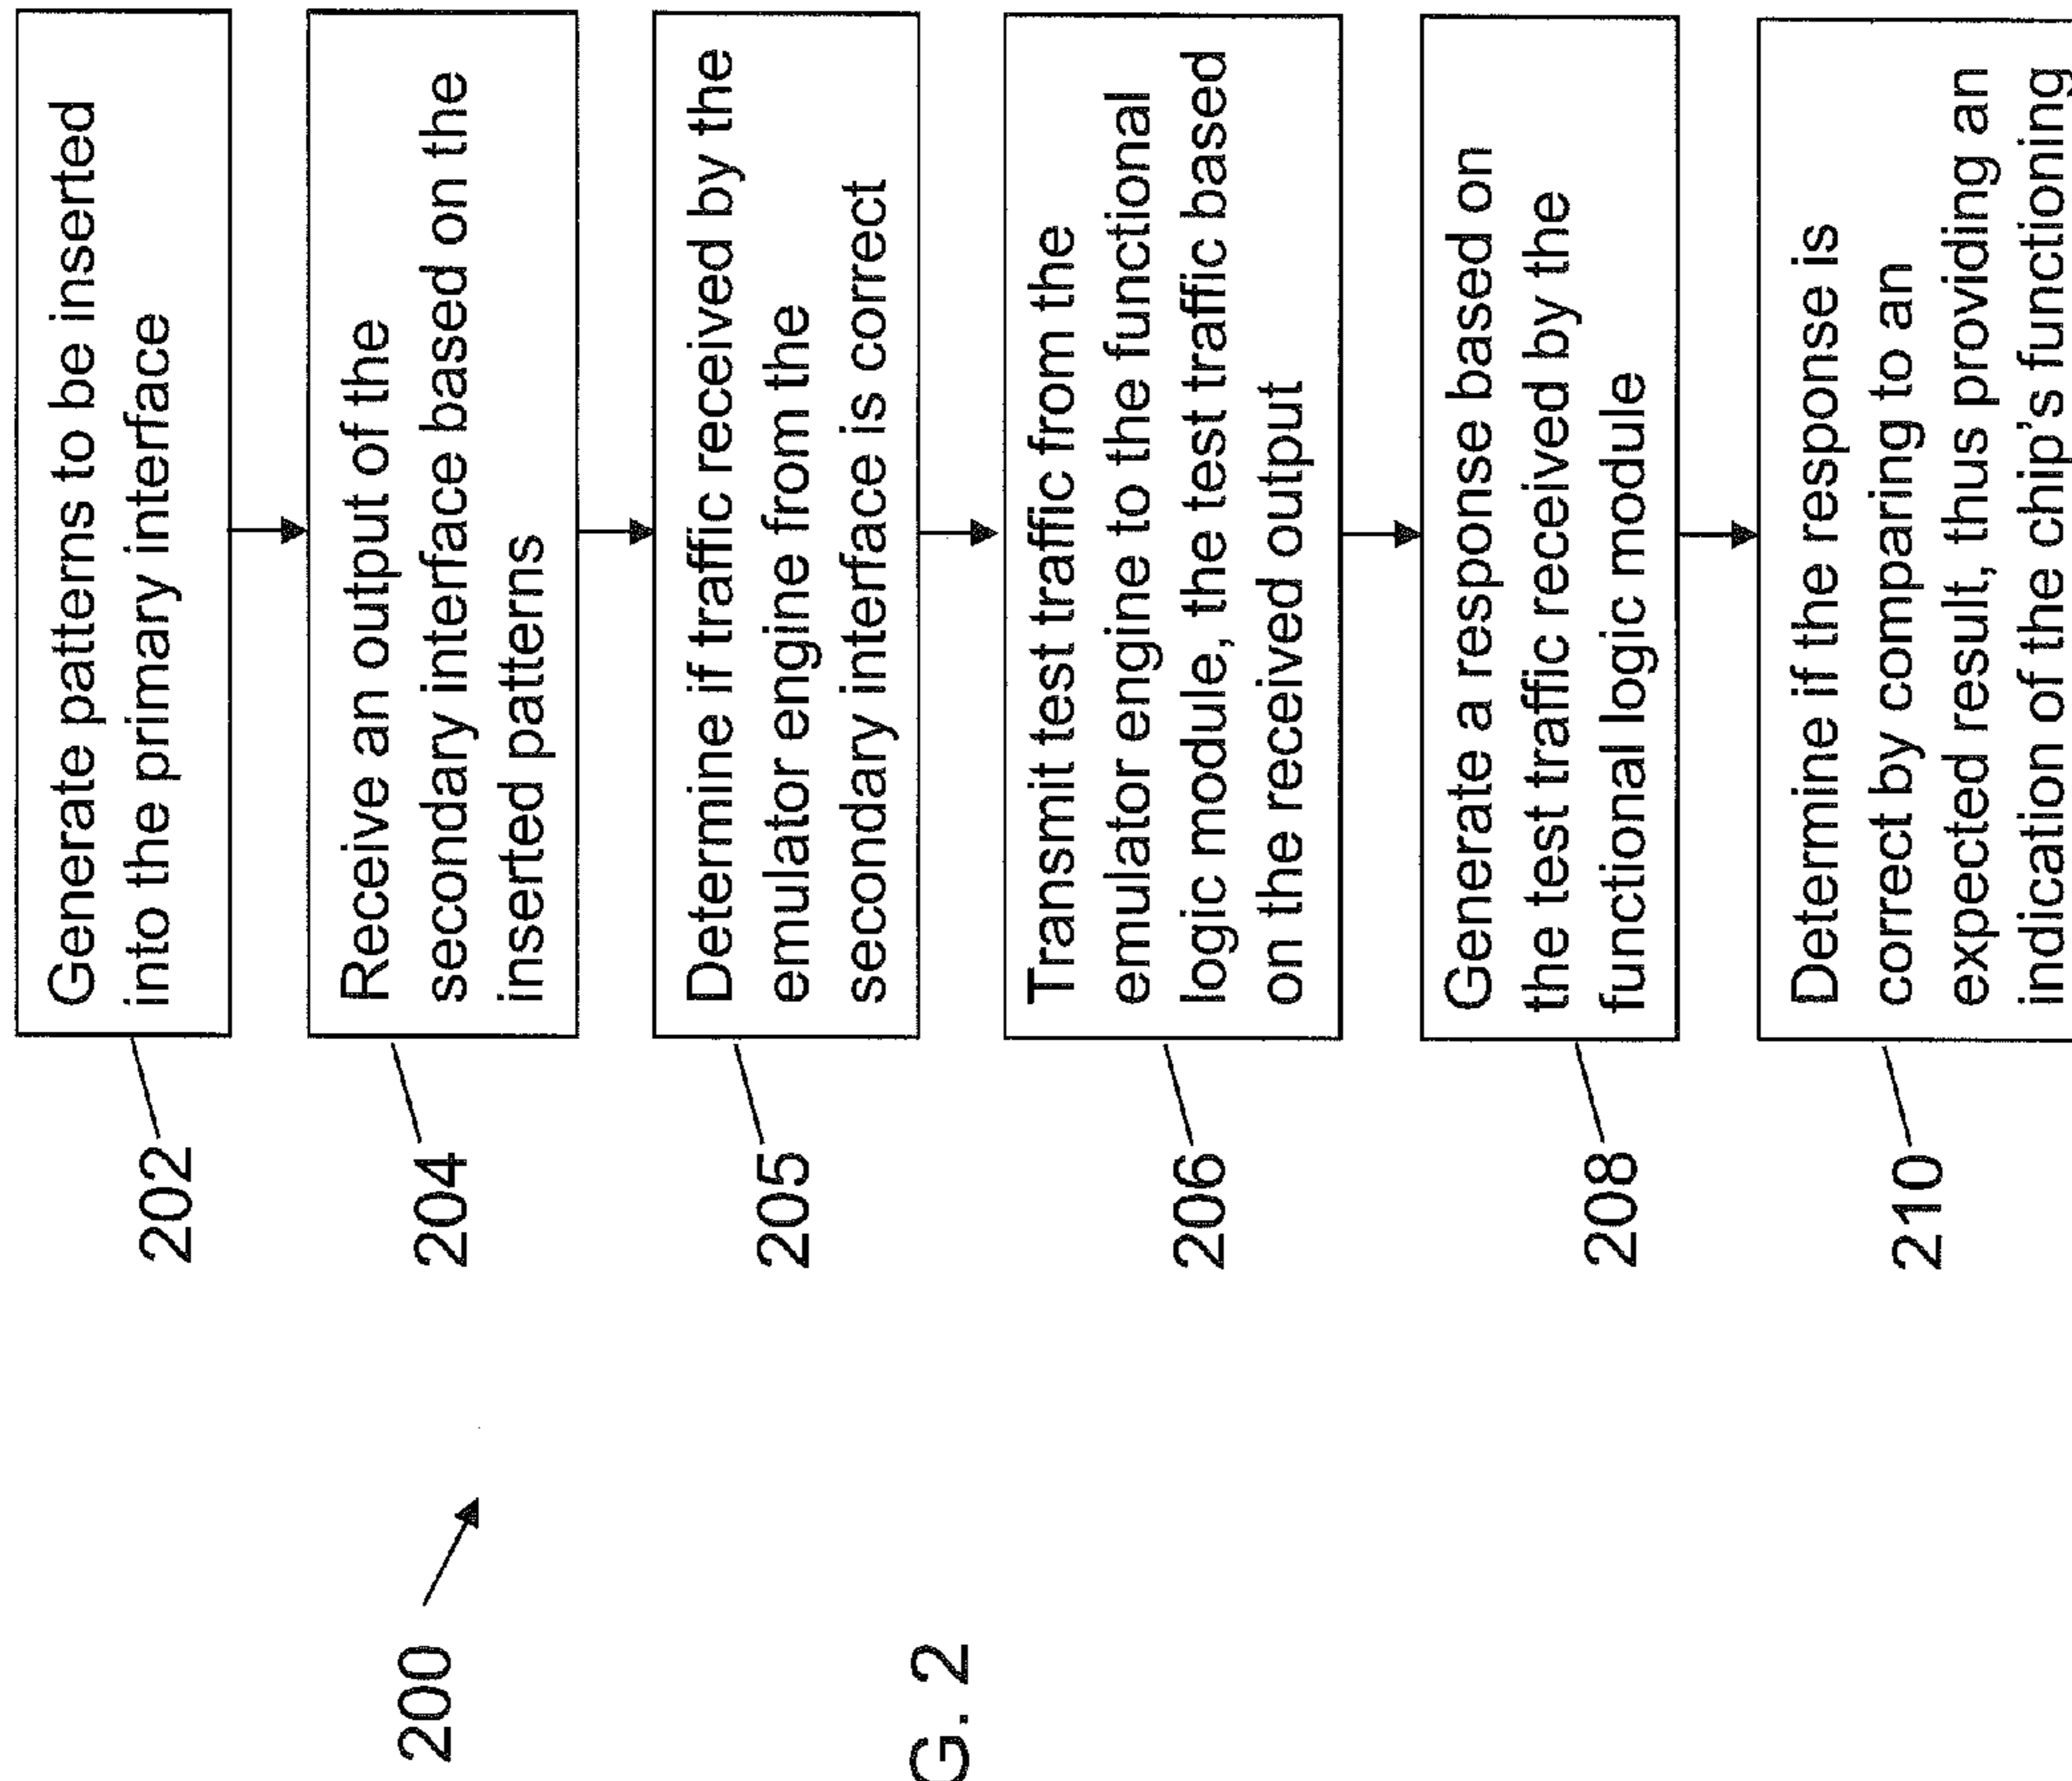 202
Generate patterns to be inserted
into the primary interface
204
Receive an output of the
secondary interface based on the
inserted patterns
205
Determine if traffic received by the
emulator engine from the
secondary interface is correct
206
Transmit test traffic from the
emulator engine to the functional
logic module, the test traffic based
on the received output
208
Generate a response based on
the test traffic received by the
functional logic module
210
Determine if the response is
correct by comparing to an
expected result, thus providing an
indication of the chip's functioning
200
G. 2